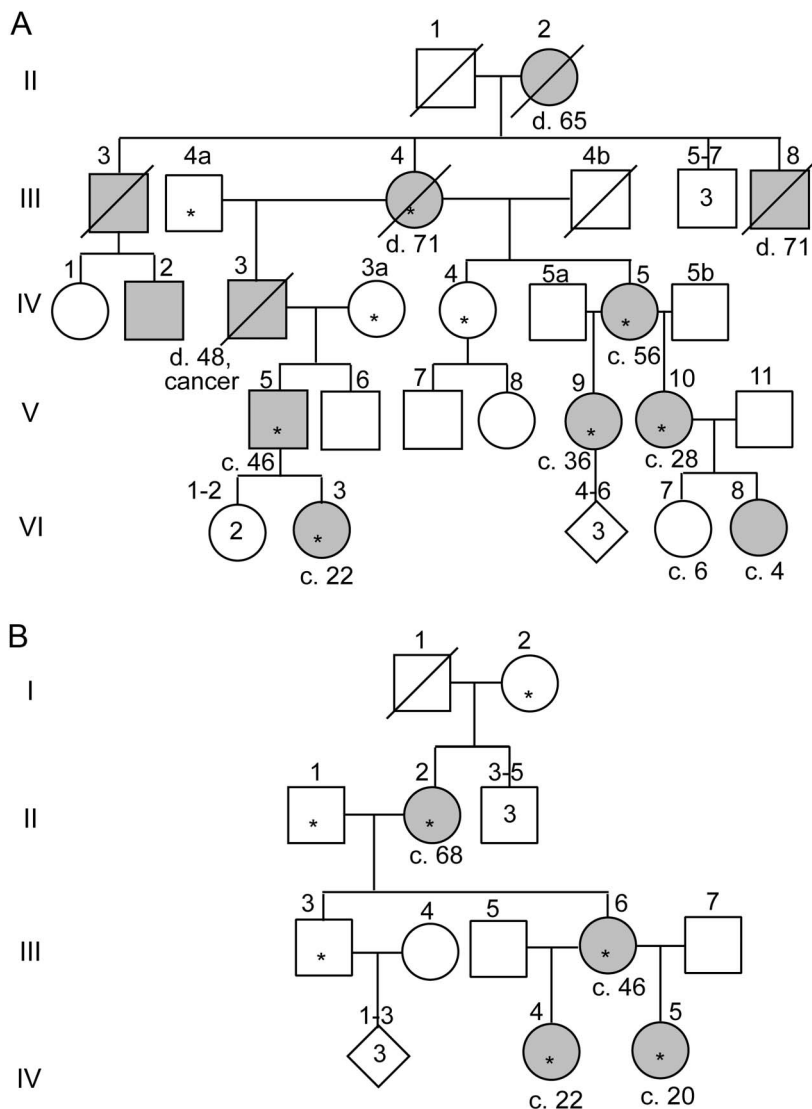 A
1 2
II
d. 65
3 4a 4 4b 5-7 8
III
* * 3
d. 71 d. 71
1 2 3 3a 4 5a 5 5b
IV
* * *
d. 48,
cancer
c. 56
5 6 7 8 9 10 11
V
* * *
c. 46 c. 36 c. 28
1-2 3 4-6 7 8
VI
2 * 3
c. 22 c. 6 c. 4
B
1 2
I
*
1 2 3-5
II
* * 3
c. 68
3 4 5 6 7
III
* *
c. 46
1-3 4 5
3 * *
IV
c. 22 c. 20